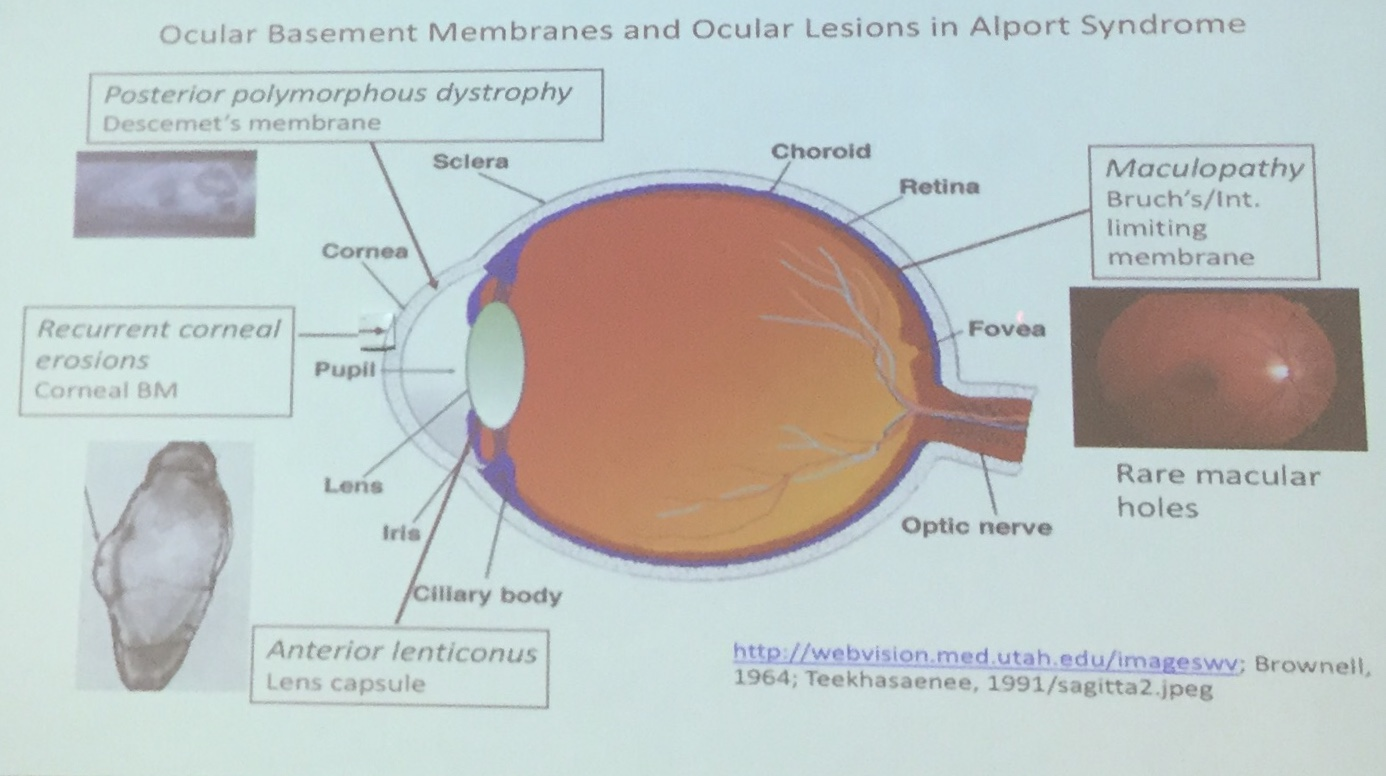 Ocular Basement Membranes and Ocular Lesions in Alport Syndrome
Posterior polymorphous dystrophy
Descemet's membrane
Sclera
Choroid
Retina
Maculopathy
Bruch's/Int.
limiting
membrane
Cornea
Recurrent corneal
erosions
Corneal BM
Pupil
Fovea
Lens
Iris
Ciliary body
Optic nerve
Rare macular
holes
Anterior lenticonus
Lens capsule
http://webvision.med.utah.edu/imageswv; Brownell,
1964; Teekhasaenee, 1991/sagitta2.jpeg